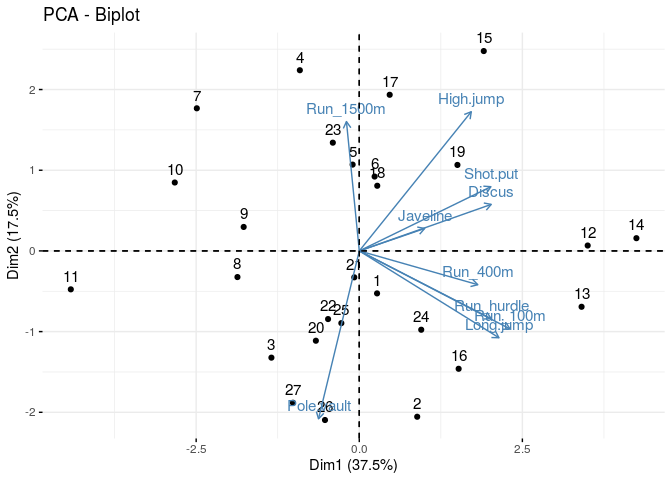 PCA - Biplot
15
4
17
7
High.jump
Run_1500m
23
5
6
18
19
10
Shot.put
Discus
9
Javeline
12
14
8
21
Run_400m
11
1
Run_hurdle
13
22
25
Run_100m
Long.jump
20
24
3
16
27
Pole.vault
26
2
2
1
0
-1
-2
-2.5
0.0
2.5
Dim1 (37.5%)
Dim2 (17.5%)